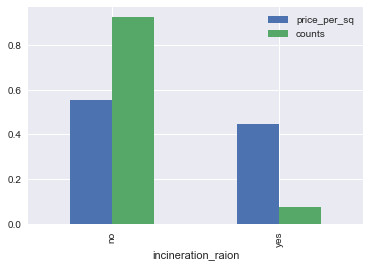 price_per_sq
counts
0.8
0.6
0.4
0.2
0.0
no
yes
incineration_raion